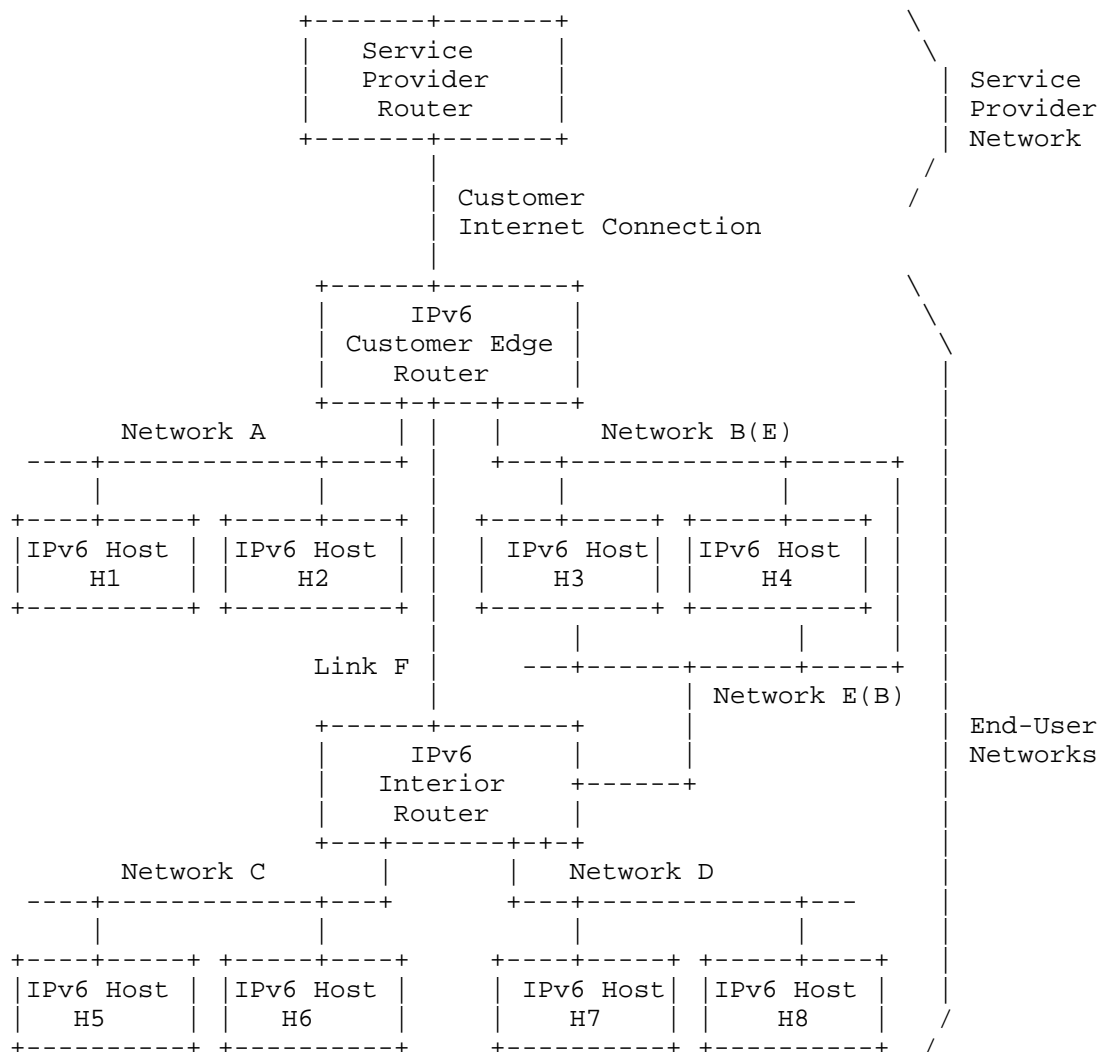 Service
Provider
Router
Service
Provider
Network
Customer
Internet Connection
IPv6
Customer Edge
Router
Network A
Network B(E)
IPv6 Host
H1
IPv6 Host
H2
IPv6 Host
H3
IPv6 Host
H4
Link F
Network E(B)
IPv6
Interior
Router
End-User
Networks
Network C
Network D
IPv6 Host
H5
IPv6 Host
H6
IPv6 Host
H7
IPv6 Host
H8